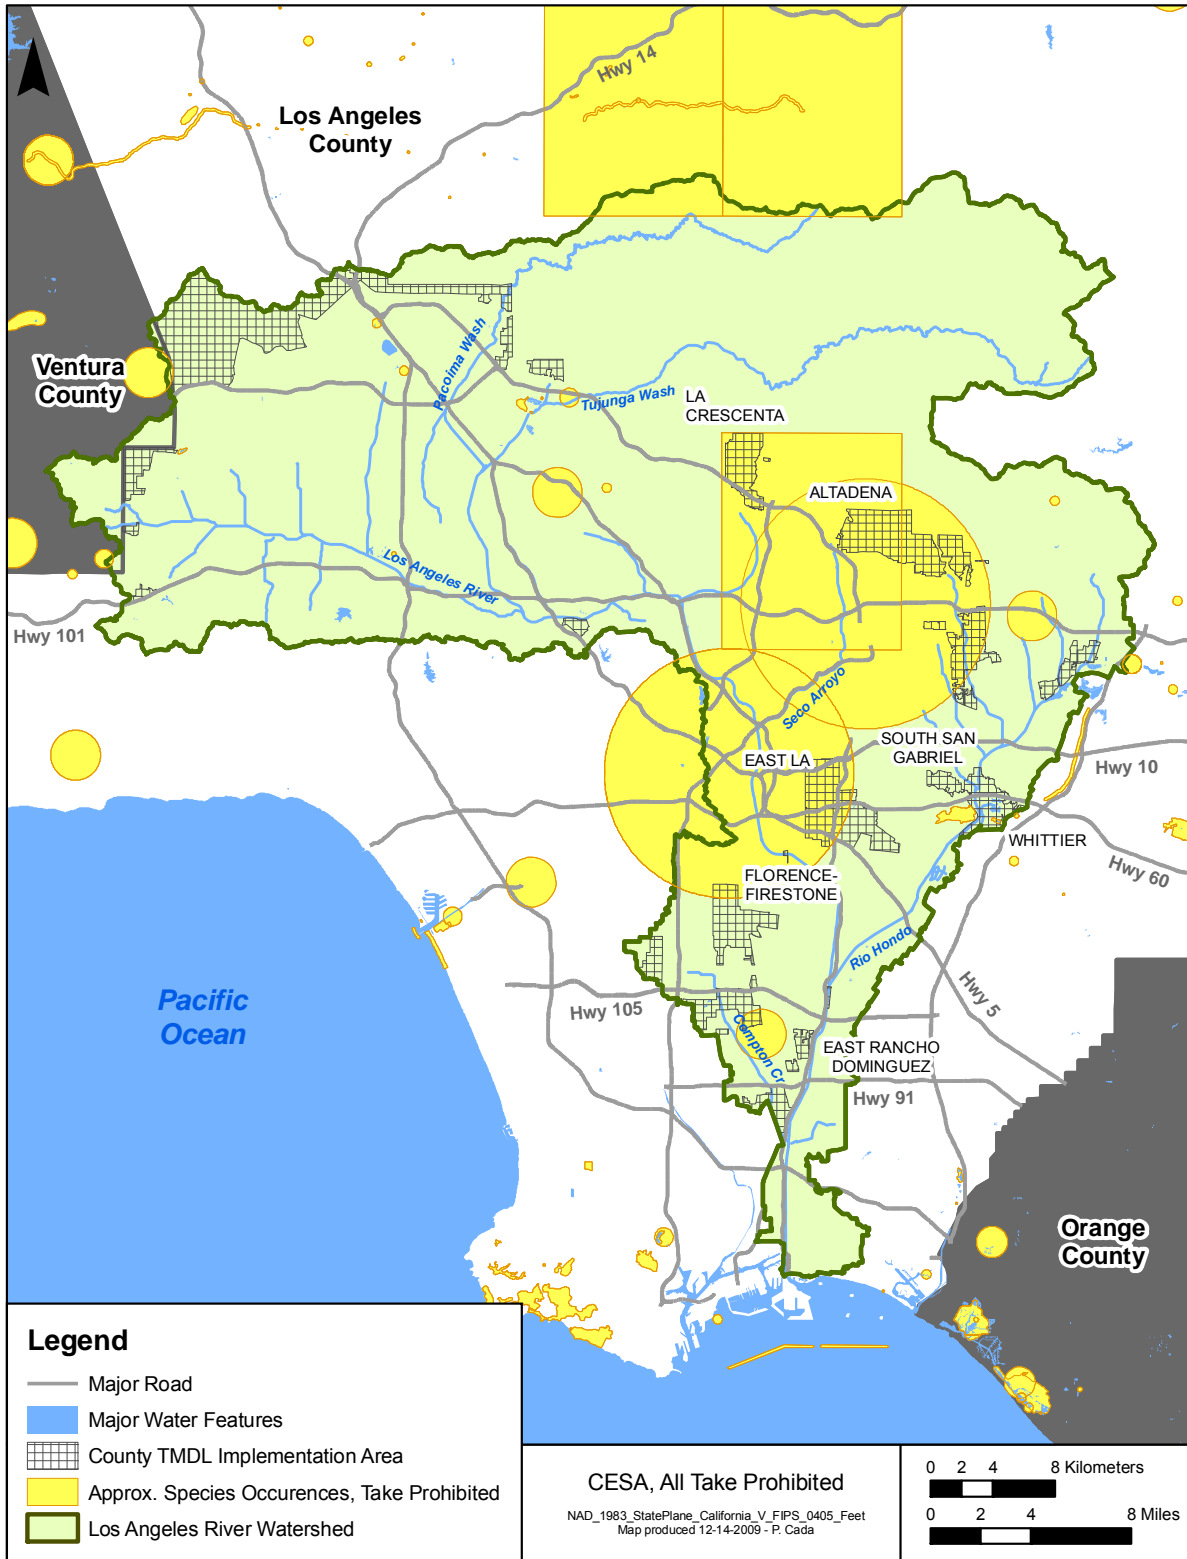 Hwy 14
Los Angeles
County
Ventura
County
Pacoima Wash
Tujunga Wash
LA
CRESCENTA
ALTADENA
Los Angeles River
Hwy 101
Seco Arroyo
SOUTH SAN
GABRIEL
EAST LA
Hwy 10
WHITTIER
Hwy 60
FLORENCE-
FIRESTONE
Rio Hondo
Pacific
Ocean
Hwy 105
Hwy 5
Compton Cr
EAST RANCHO
DOMINGUEZ
Hwy 91
Orange
County
Legend
Major Road
Major Water Features
County TMDL Implementation Area
Approx. Species Occurences, Take Prohibited
Los Angeles River Watershed
CESA, All Take Prohibited
NAD_1983_StatePlane_California_V_FIPS_0405_Feet
Map produced 12-14-2009 - P. Cada
0 2 4 8 Kilometers
0 2 4 8 Miles